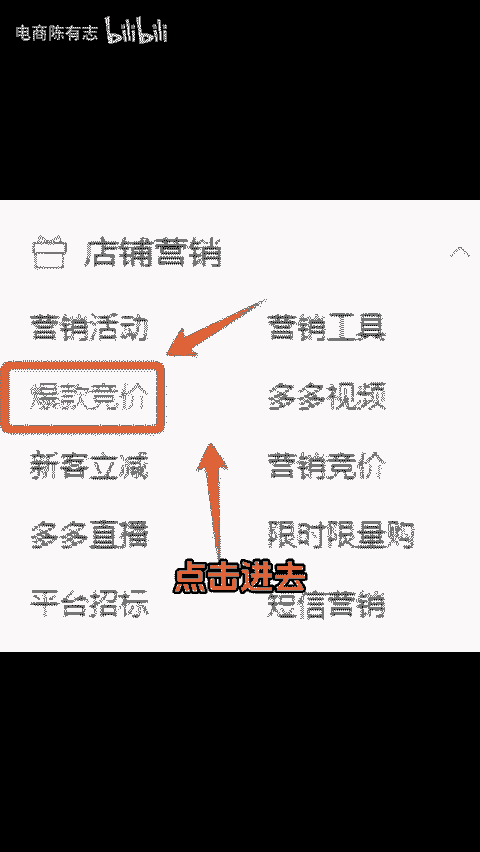 电商陈有志 bilibili
店铺营销
营销活动 营销工具
爆款竞价 多多视频
新客立减 营销竞价
多多直播 限时限量购
点击进去
平台招标 短信营销